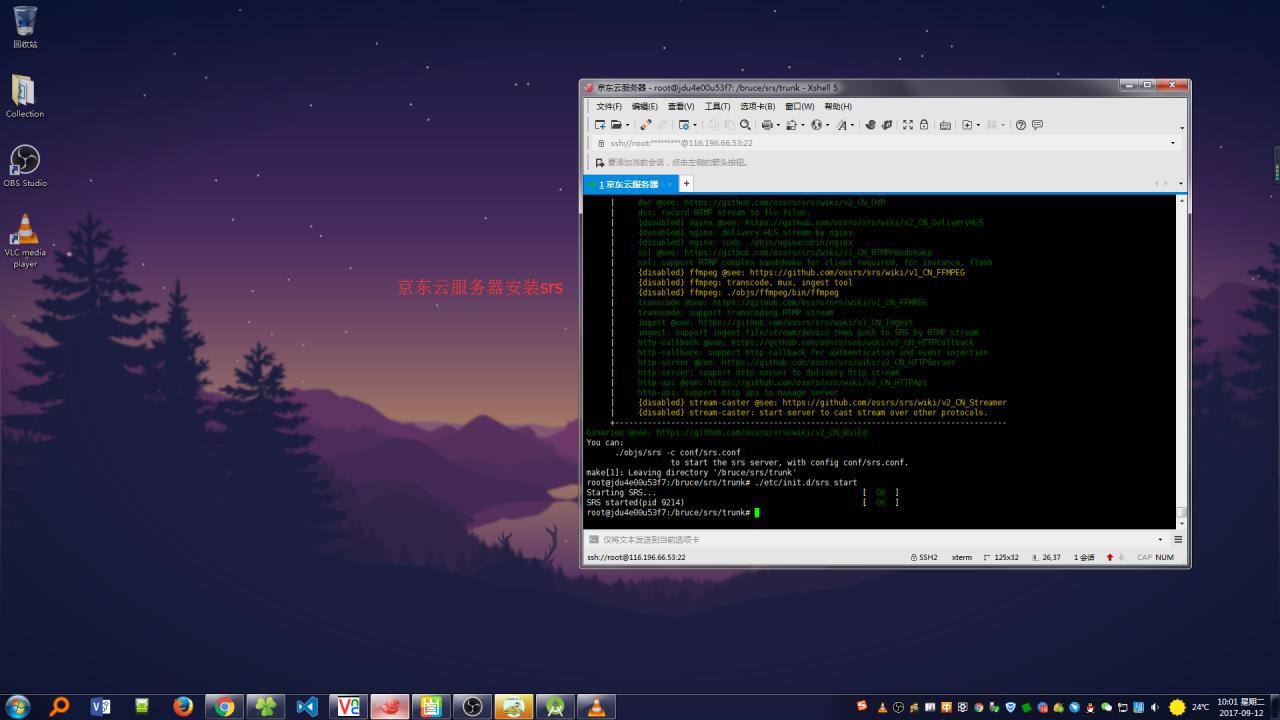 回收站
Collection
OBS Studio
VLC media
player
京东云服务器安装srs
京东云服务器 - root@jdu4e00u53f7: /bruce/srs/trunk - Xshell 5
文件(F) 编辑(E) 查看(V) 工具(T) 选项卡(B) 窗口(W) 帮助(H)
ssh://root:*********@116.196.66.53:22
要添加当前会话，点击左侧的箭头按钮。
1 京东云服务器 × +
| dvr @see: https://github.com/ossrs/srs/wiki/v2_CN_DVR
| dvr: record RTMP stream to flv files.
| {disabled} nginx @see: https://github.com/ossrs/srs/wiki/v2_CN_DeliveryHLS
| {disabled} nginx: delivery HLS stream by nginx
| {disabled} nginx: sudo ./objs/nginx/sbin/nginx
| ssl @see: https://github.com/ossrs/srs/wiki/v1_CN_RTMPHandshake
| ssl: support RTMP complex handshake for client required, for instance, flash
| {disabled} ffmpeg @see: https://github.com/ossrs/srs/wiki/v1_CN_FFMPEG
| {disabled} ffmpeg: transcode, mux, ingest tool
| {disabled} ffmpeg: ./objs/ffmpeg/bin/ffmpeg
| transcode @see: https://github.com/ossrs/srs/wiki/v1_CN_FFMPEG
| transcode: support transcoding RTMP stream
| ingest @see: https://github.com/ossrs/srs/wiki/v1_CN_Ingest
| ingest: support ingest file/stream/device then push to SRS by RTMP stream
| http-callback @see: https://github.com/ossrs/srs/wiki/v2_CN_HTTPCallback
| http-callback: support http callback for authentication and event injection
| http-server @see: https://github.com/ossrs/srs/wiki/v2_CN_HTTPServer
| http-server: support http server to delivery http stream
| http-api @see: https://github.com/ossrs/srs/wiki/v2_CN_HTTPApi
| http-api: support http api to manage server
| {disabled} stream-caster @see: https://github.com/ossrs/srs/wiki/v2_CN_Streamer
| {disabled} stream-caster: start server to cast stream over other protocols.
+------------------------------------------------------------------------------------
binaries @see: https://github.com/ossrs/srs/wiki/v2_CN_Build
You can:
./objs/srs -c conf/srs.conf
to start the srs server, with config conf/srs.conf.
make[1]: Leaving directory '/bruce/srs/trunk'
root@jdu4e00u53f7:/bruce/srs/trunk# ./etc/init.d/srs start
Starting SRS... [ OK ]
SRS started(pid 9214) [ OK ]
root@jdu4e00u53f7:/bruce/srs/trunk#
仅将文本发送到当前选项卡
ssh://root@116.196.66.53:22 SSH2 xterm 125x32 26,37 1 会话 CAP NUM
24℃
10:01 星期二
2017-09-12